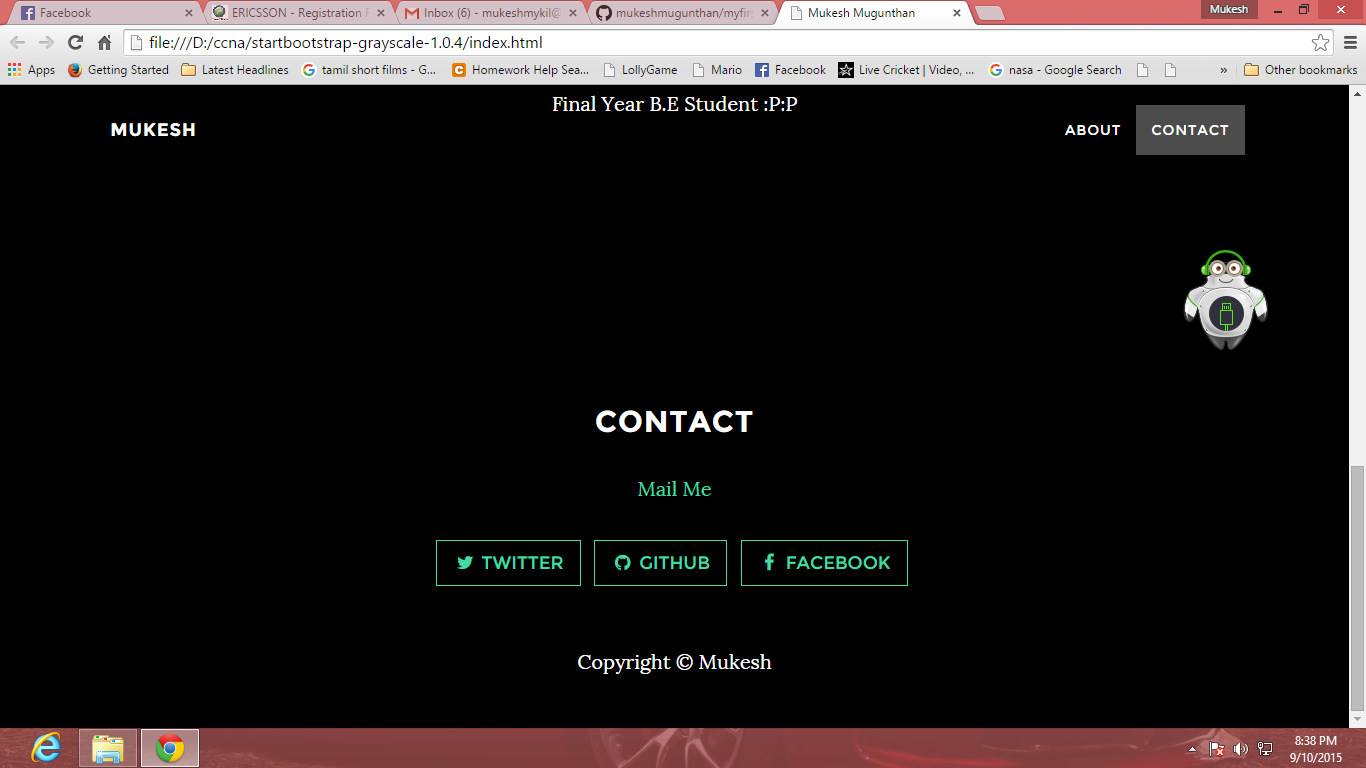 Facebook
ERICSSON - Registration F
Inbox (6) - mukeshmykil@
mukeshmugunthan/myfir
Mukesh Mugunthan
Mukesh
file:///D:/ccna/startbootstrap-grayscale-1.0.4/index.html
Apps Getting Started Latest Headlines tamil short films - G... Homework Help Sea... LollyGame Mario Facebook Live Cricket | Video, ... nasa - Google Search » Other bookmarks
Final Year B.E Student :P:P
MUKESH ABOUT CONTACT
CONTACT
Mail Me
TWITTER GITHUB FACEBOOK
Copyright © Mukesh
8:38 PM
9/10/2015